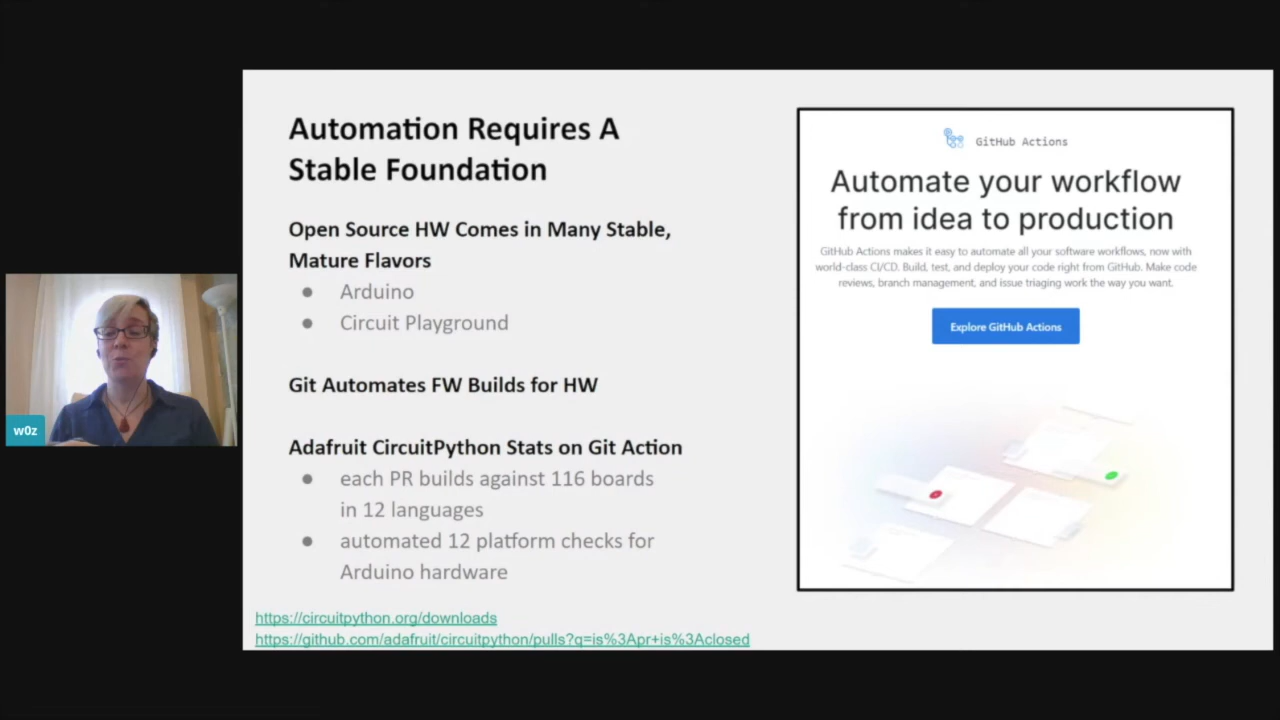 Automation Requires A
Stable Foundation
Open Source HW Comes in Many Stable,
Mature Flavors
● Arduino
● Circuit Playground
Git Automates FW Builds for HW
Adafruit CircuitPython Stats on Git Action
● each PR builds against 116 boards
in 12 languages
● automated 12 platform checks for
Arduino hardware
https://circuitpython.org/downloads
https://github.com/adafruit/circuitpython/pulls?q=is%3Apr+is%3Aclosed
GitHub Actions
Automate your workflow
from idea to production
GitHub Actions makes it easy to automate all your software workflows, now with
world-class CI/CD. Build, test, and deploy your code right from GitHub. Make code
reviews, branch management, and issue triaging work the way you want.
Explore GitHub Actions
w0z